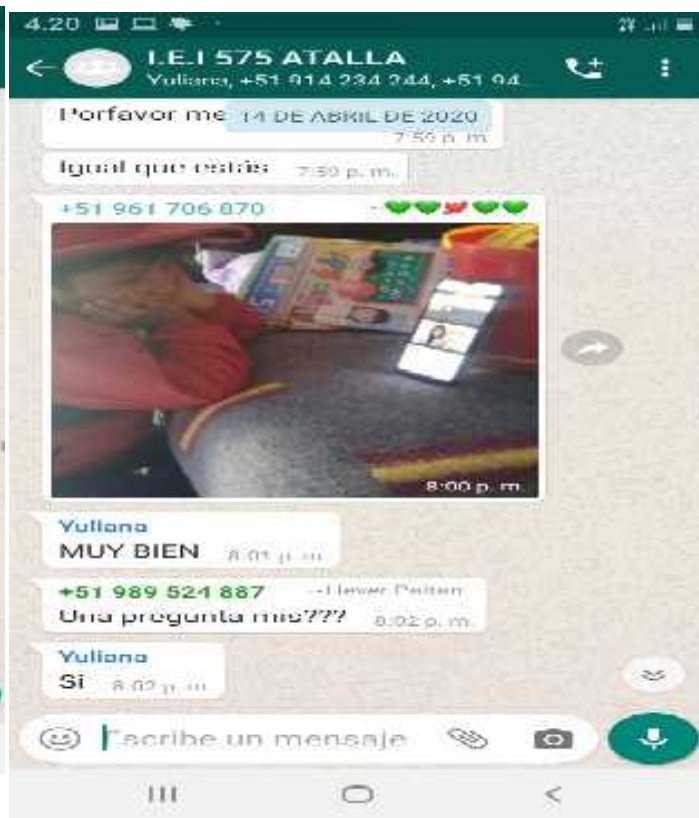 4:20
I.E.I 575 ATALLA
Yuliana, +51 914 234 244, +51 94
Porfavor me
14 DE ABRIL DE 2020
7:59 p. m.
Igual que estás 7:59 p. m.
+51 961 706 870
8:00 p. m.
Yuliana
MUY BIEN 8:01 p. m.
+51 989 524 887
Una pregunta mis??? 8:02 p. m.
Yuliana
Si 8:02 p. m.
Escribe un mensaje